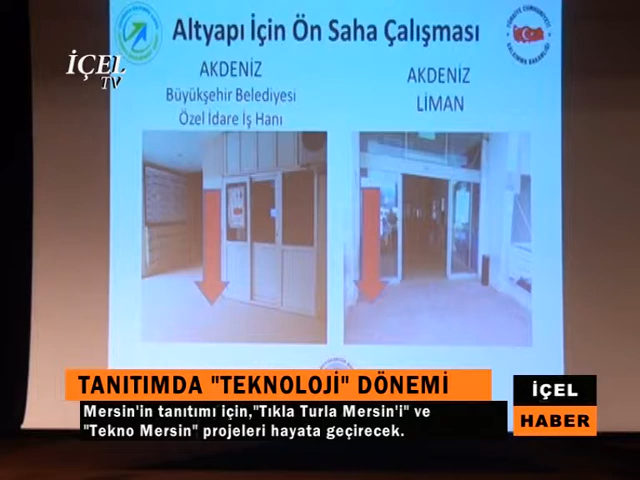 Altyapı İçin Ön Saha Çalışması
İÇEL
TV
AKDENİZ
Büyükşehir Belediyesi
Özel İdare İş Hanı
AKDENİZ
LİMAN
TANITIMDA "TEKNOLOJİ" DÖNEMİ
Mersin'in tanıtımı için,"Tıkla Turla Mersin'i" ve
"Tekno Mersin" projeleri hayata geçirecek.
İÇEL
HABER